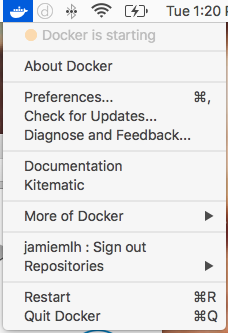 Tue 1:20 P
Docker is starting
About Docker
Preferences... ⌘,
Check for Updates...
Diagnose and Feedback...
Documentation
Kitematic
More of Docker
jamiemlh : Sign out
Repositories
Restart ⌘R
Quit Docker ⌘Q